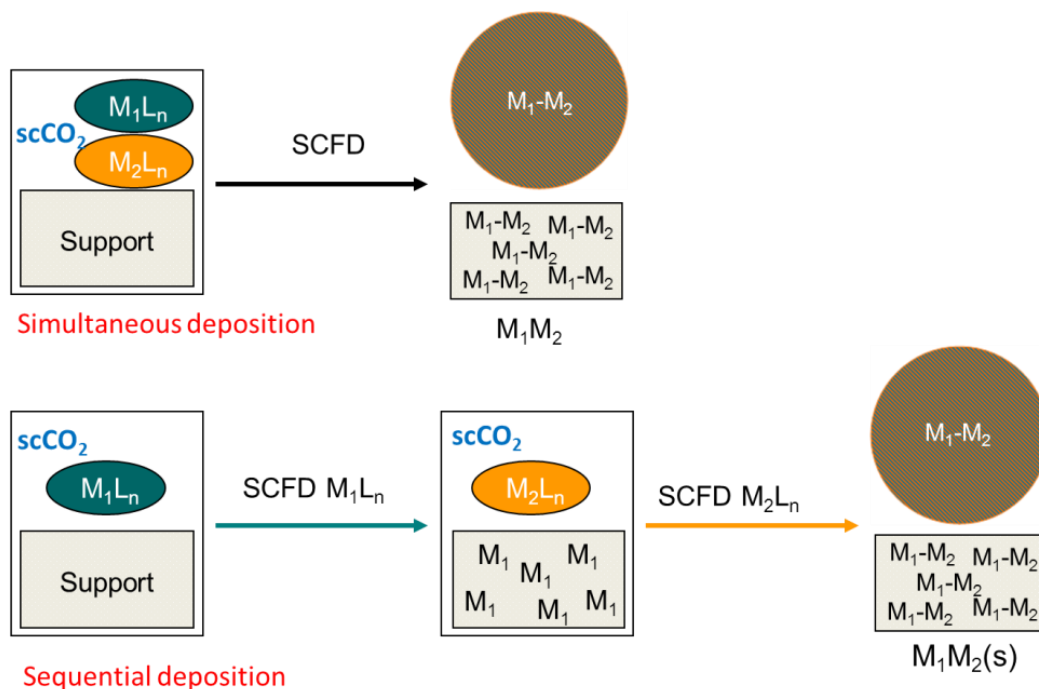 M₁Lₙ
scCO₂
M₂Lₙ
Support
SCFD
M₁-M₂
M₁-M₂ M₁-M₂
M₁-M₂
M₁-M₂ M₁-M₂
Simultaneous deposition
M₁M₂
scCO₂
M₁Lₙ
Support
SCFD M₁Lₙ
scCO₂
M₂Lₙ
M₁ M₁
M₁
M₁ M₁ M₁
SCFD M₂Lₙ
M₁-M₂
M₁-M₂ M₁-M₂
M₁-M₂
M₁-M₂ M₁-M₂
M₁M₂(s)
Sequential deposition